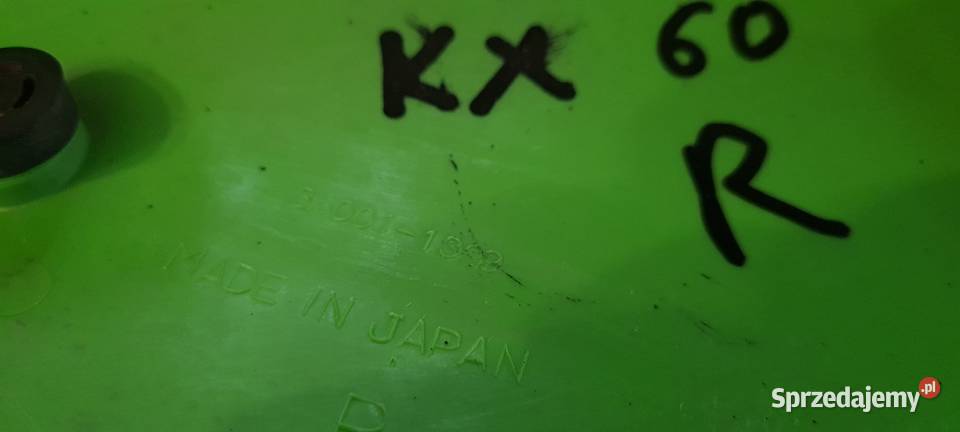 KX 60
R
MADE IN JAPAN
R
Sprzedajemy.pl